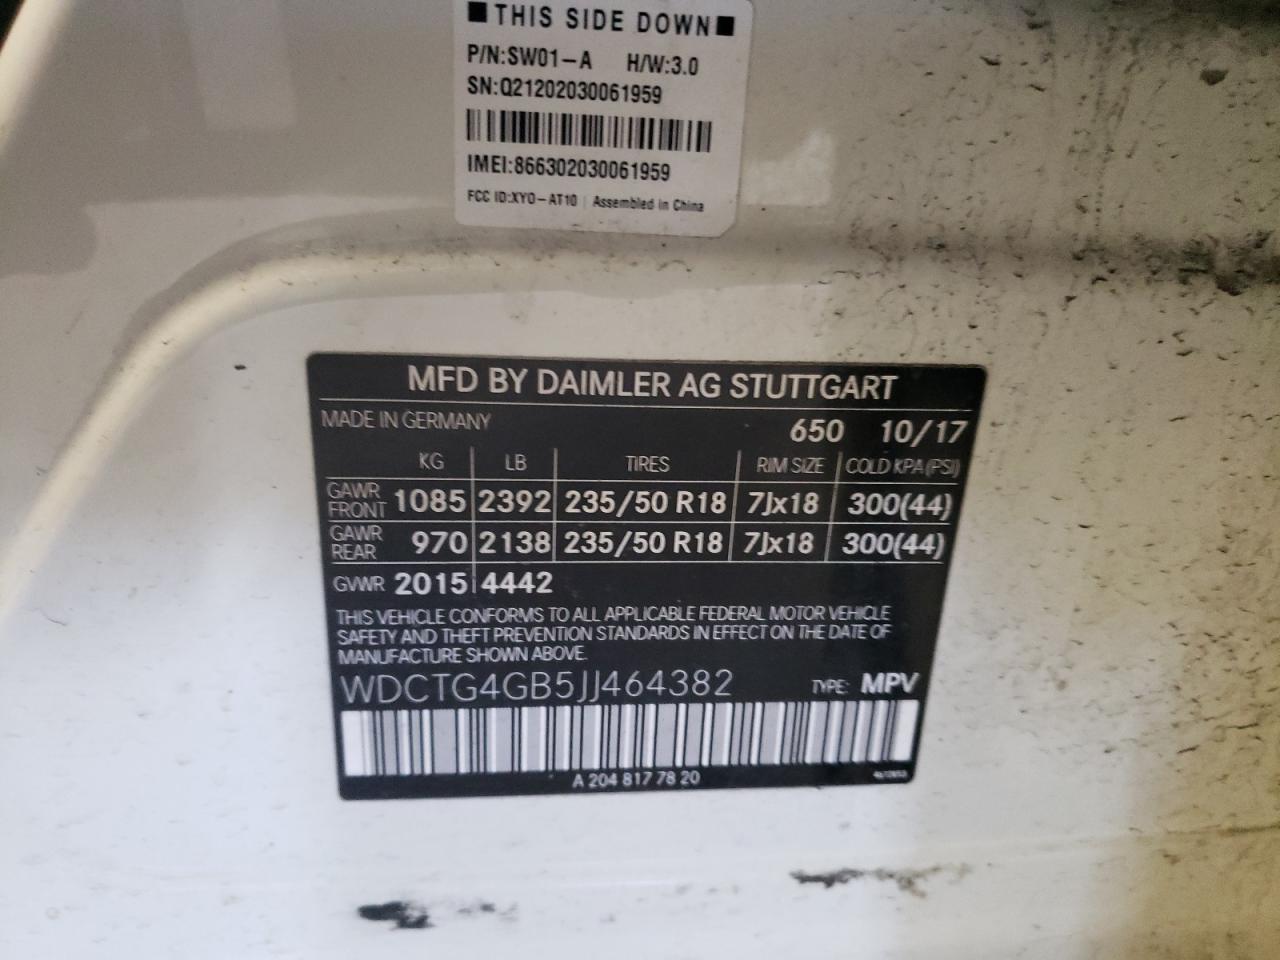 ■ THIS SIDE DOWN ■
P/N:SW01-A H/W:3.0
SN:Q21202030061959
IMEI:866302030061959
FCC ID:XYO-AT10 | Assembled in China
MFD BY DAIMLER AG STUTTGART
MADE IN GERMANY 650 10/17
KG LB TIRES RIM SIZE COLD KPA (PSI)
GAWR FRONT 1085 2392 235/50 R18 7Jx18 300(44)
GAWR REAR 970 2138 235/50 R18 7Jx18 300(44)
GVWR 2015 4442
THIS VEHICLE CONFORMS TO ALL APPLICABLE FEDERAL MOTOR VEHICLE
SAFETY AND THEFT PREVENTION STANDARDS IN EFFECT ON THE DATE OF
MANUFACTURE SHOWN ABOVE.
WDCTG4GB5JJ464382 TYPE: MPV
A 204 817 78 20